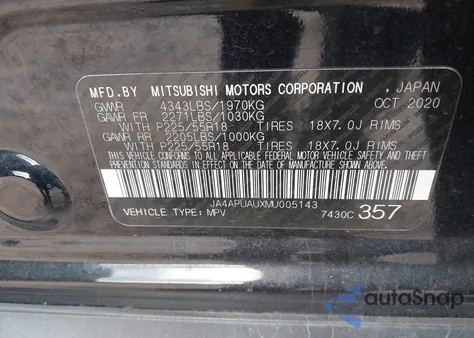 MFD.BY MITSUBISHI MOTORS CORPORATION , JAPAN
GVWR 4343LBS/1970KG OCT 2020
GAWR FR 2271LBS/1030KG
WITH P225/55R18 TIRES 18X7.0J RIMS
GAWR RR 2205LBS/1000KG
WITH P225/55R18 TIRES 18X7.0J RIMS
THIS VEHICLE CONFORMS TO ALL APPLICABLE FEDERAL MOTOR VEHICLE SAFETY, BUMPER, AND THEFT PREVENTION STANDARDS IN EFFECT ON THE DATE OF MANUFACTURE SHOWN ABOVE.
JA4APUAUXMU005143
VEHICLE TYPE: MPV 7430C 357
autoSnap